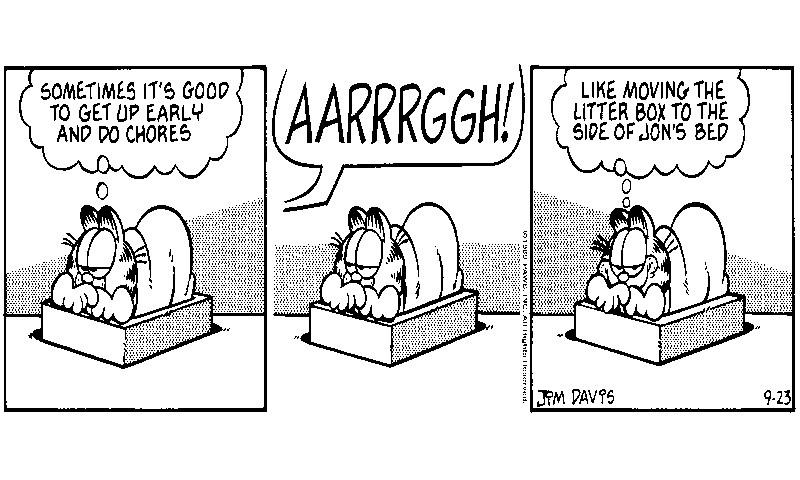 SOMETIMES IT'S GOOD
TO GET UP EARLY
AND DO CHORES
AARRRGGH!
LIKE MOVING THE
LITTER BOX TO THE
SIDE OF JON'S BED
JIM DAVIS
9-23